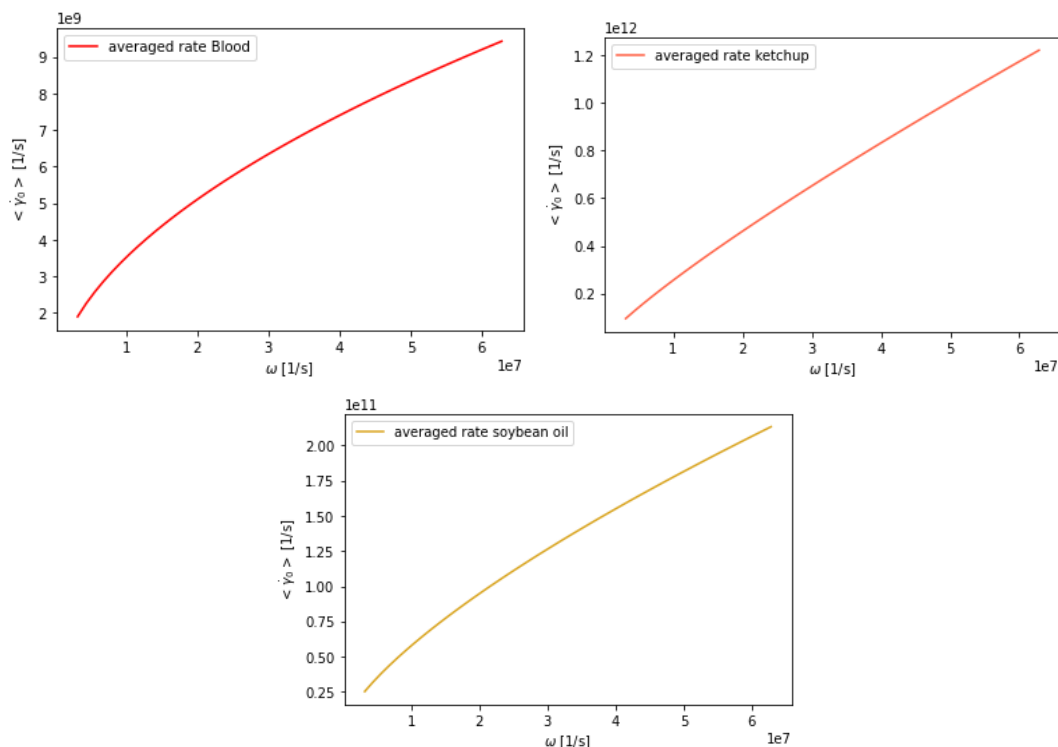 1e9
averaged rate Blood
9
8
7
6
5
4
3
2
< γ̇₀ > [1/s]
1 2 3 4 5 6
1e7
ω [1/s]
1e12
averaged rate ketchup
1.2
1.0
0.8
0.6
0.4
0.2
< γ̇₀ > [1/s]
1 2 3 4 5 6
1e7
ω [1/s]
1e11
averaged rate soybean oil
2.00
1.75
1.50
1.25
1.00
0.75
0.50
0.25
< γ̇₀ > [1/s]
1 2 3 4 5 6
1e7
ω [1/s]